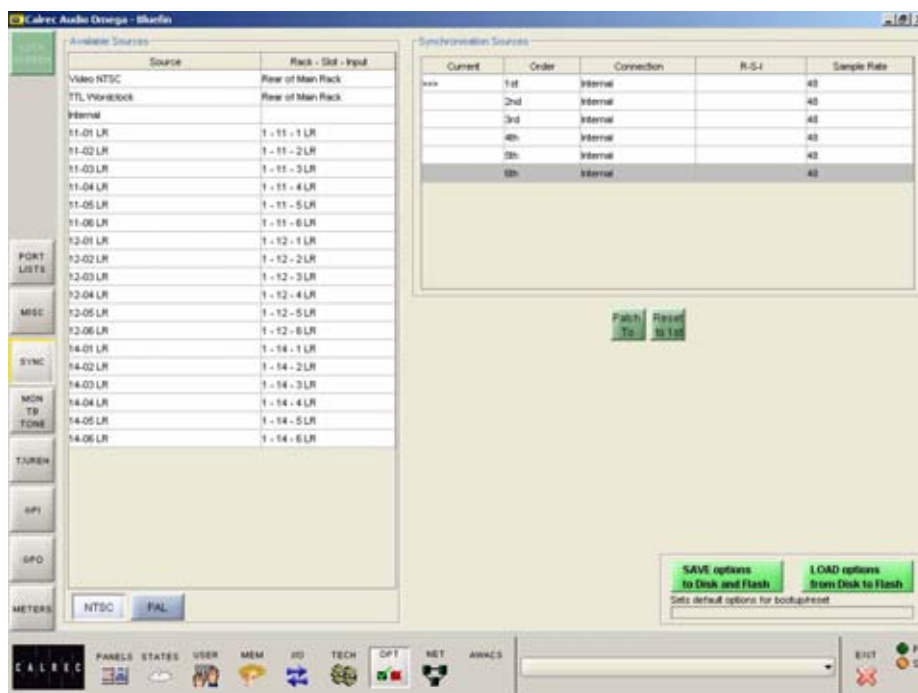 Calrec Audio Omega - Bluefin
Available Sources
Source Rack - Slot - Input
Video NTSC Rear of Main Rack
TTL Wordclock Rear of Main Rack
Internal
11-01 LR 1 - 11 - 1 LR
11-02 LR 1 - 11 - 2 LR
11-03 LR 1 - 11 - 3 LR
11-04 LR 1 - 11 - 4 LR
11-05 LR 1 - 11 - 5 LR
11-06 LR 1 - 11 - 6 LR
12-01 LR 1 - 12 - 1 LR
12-02 LR 1 - 12 - 2 LR
12-03 LR 1 - 12 - 3 LR
12-04 LR 1 - 12 - 4 LR
12-05 LR 1 - 12 - 5 LR
12-06 LR 1 - 12 - 6 LR
14-01 LR 1 - 14 - 1 LR
14-02 LR 1 - 14 - 2 LR
14-03 LR 1 - 14 - 3 LR
14-04 LR 1 - 14 - 4 LR
14-05 LR 1 - 14 - 5 LR
14-06 LR 1 - 14 - 6 LR
NTSC PAL
Synchronisation Sources
Current Order Connection R-S-I Sample Rate
>>> 1st Internal 48
2nd Internal 48
3rd Internal 48
4th Internal 48
5th Internal 48
6th Internal 48
Patch
To
Reset
to 1st
SAVE options
to Disk and Flash
LOAD options
from Disk to Flash
Sets default options for bootup/reset
PORT
LISTS
MISC
SYNC
MON
TB
TONE
TX/REH
GPI
GPO
METERS
CALREC
PANELS STATES USER MEM I/O TECH OPT NET AWACS
EXIT